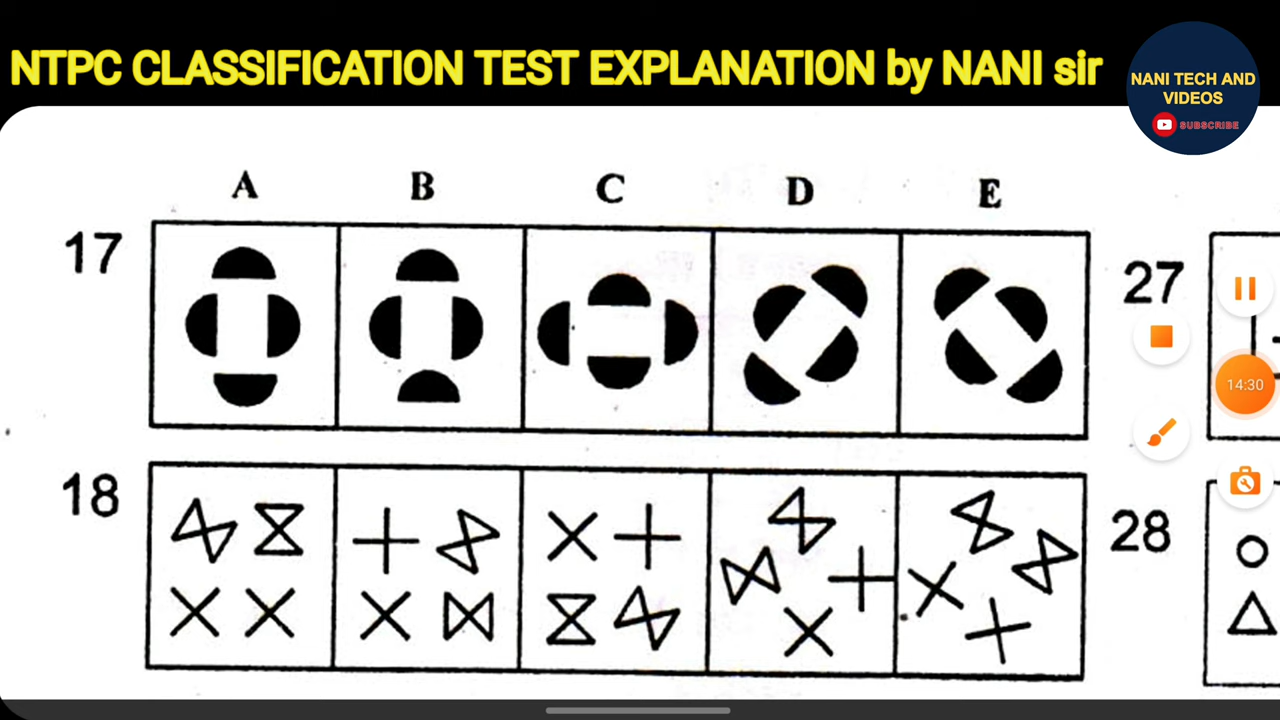 NTPC CLASSIFICATION TEST EXPLANATION by NANI sir
NANI TECH AND
VIDEOS
SUBSCRIBE
A B C D E
17
27
14:30
18
28